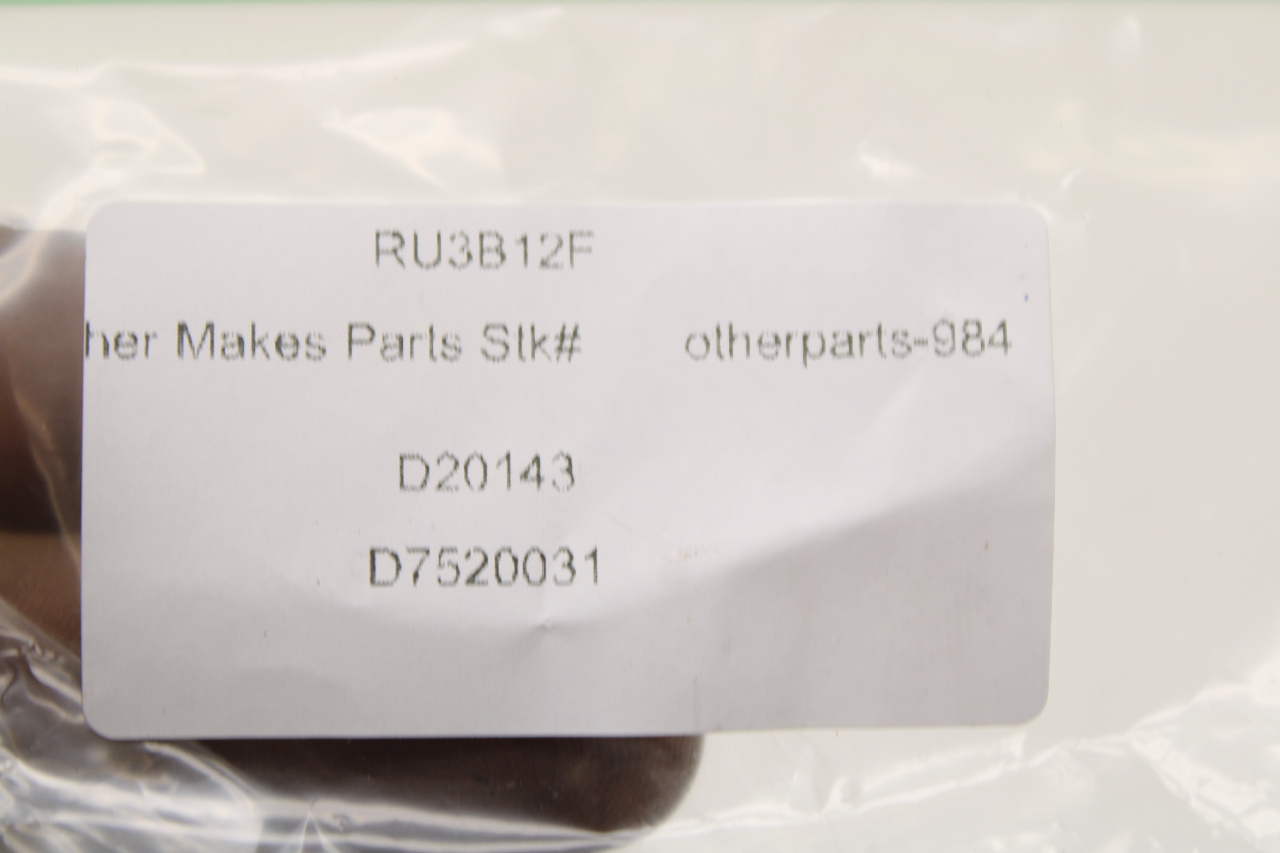 RU3B12F
her Makes Parts Stk# otherparts-984
D20143
D7520031